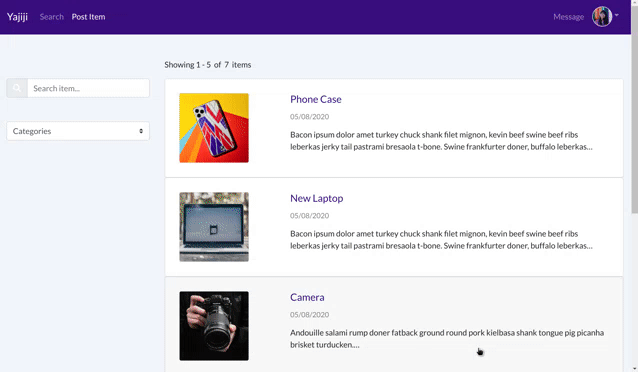 Yajiji Search Post Item Message
Showing 1 - 5 of 7 items
Search item...
Categories
Phone Case
05/08/2020
Bacon ipsum dolor amet turkey chuck shank filet mignon, kevin beef swine beef ribs
leberkas jerky tail pastrami bresaola t-bone. Swine frankfurter doner, buffalo leberkas...
New Laptop
05/08/2020
Bacon ipsum dolor amet turkey chuck shank filet mignon, kevin beef swine beef ribs
leberkas jerky tail pastrami bresaola t-bone. Swine frankfurter doner, buffalo leberkas...
Camera
05/08/2020
Andouille salami rump doner fatback ground round pork kielbasa shank tongue pig picanha
brisket turducken....